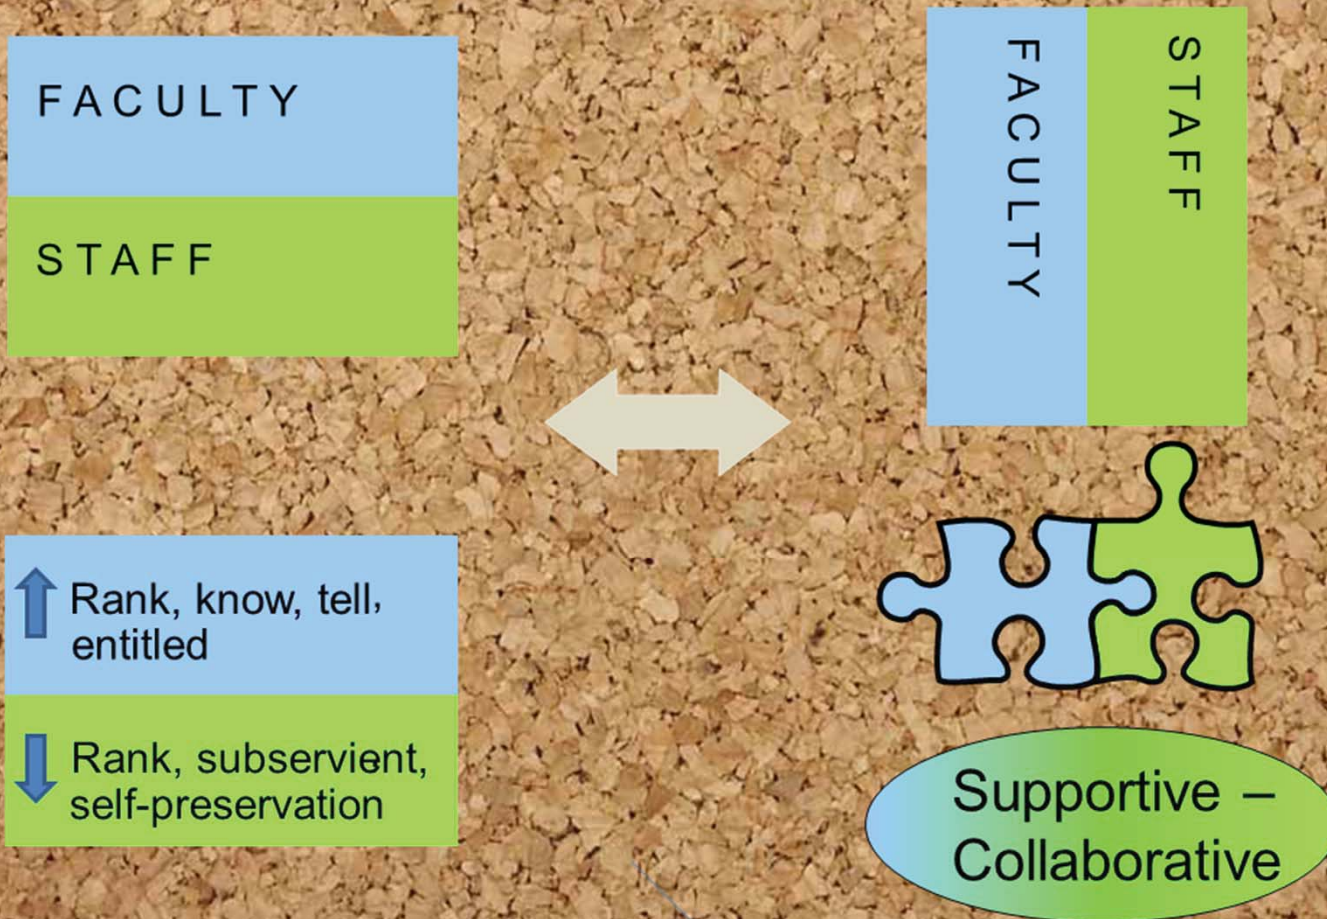 FACULTY
STAFF
Rank, know, tell,
entitled
Rank, subservient,
self-preservation
FACULTY
STAFF
Supportive –
Collaborative